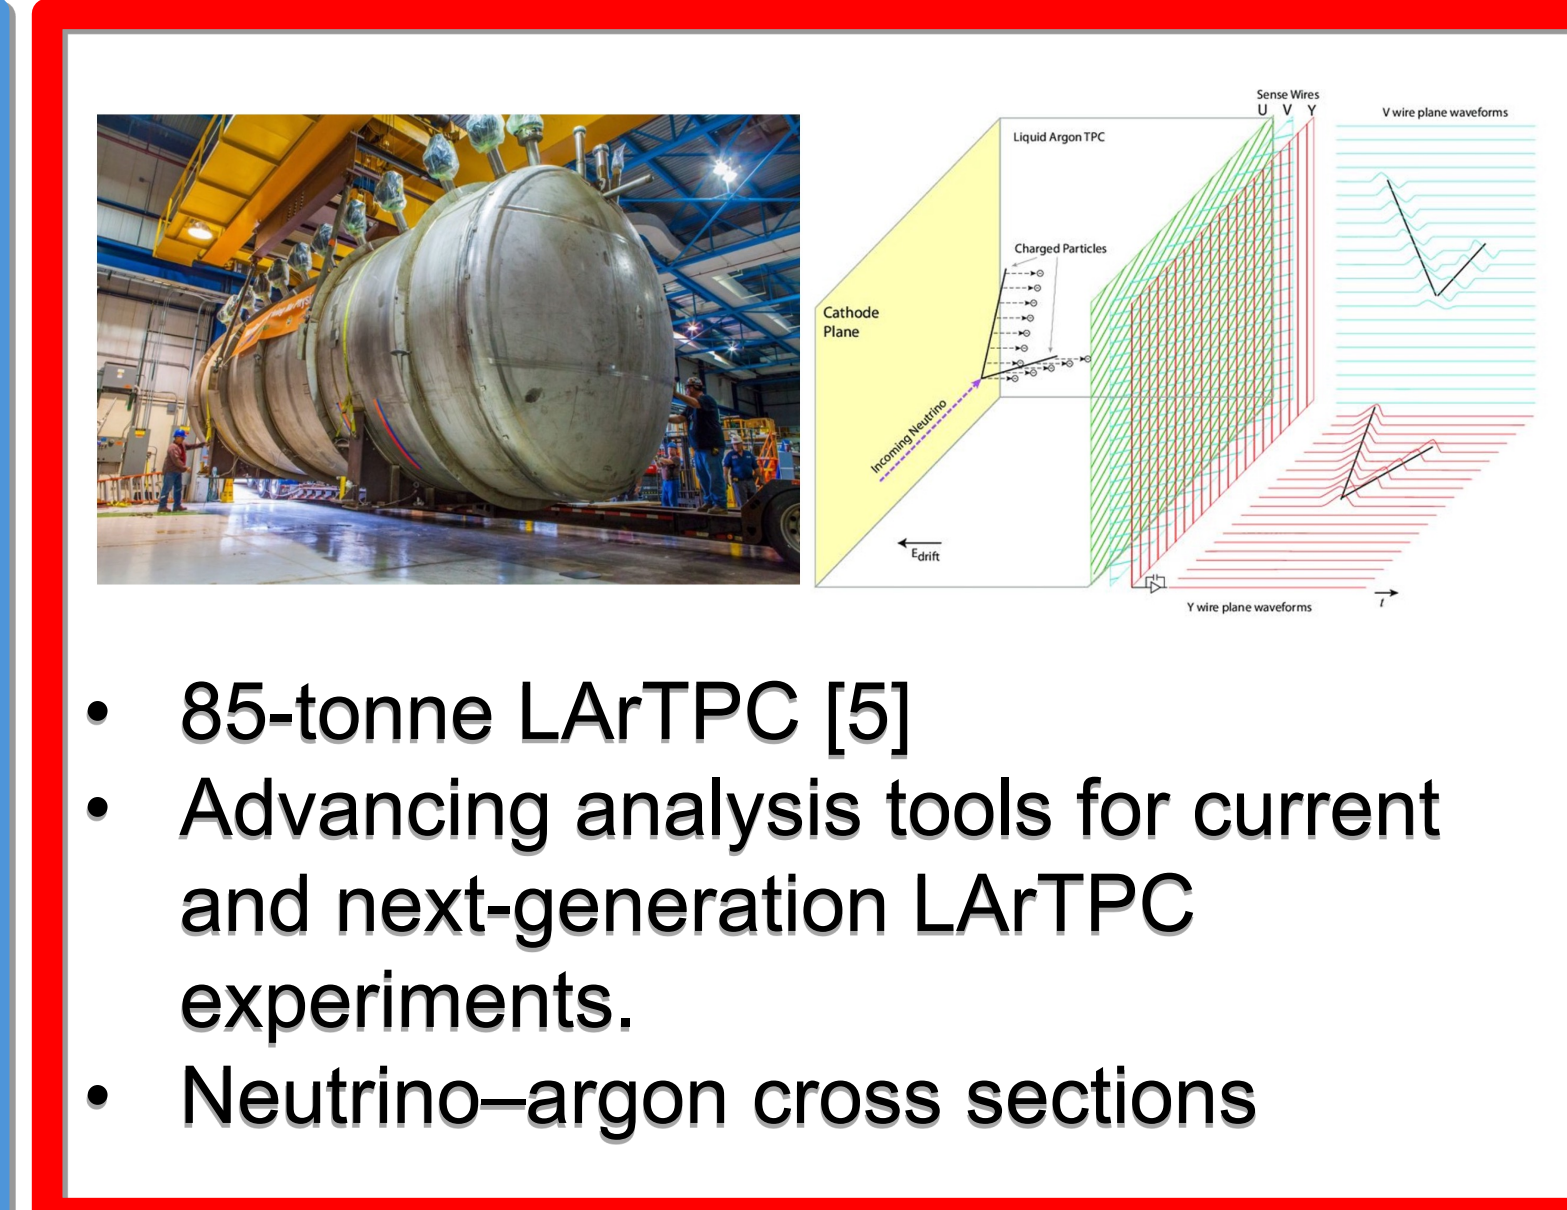 Sense Wires
U V Y
V wire plane waveforms
Liquid Argon TPC
Charged Particles
Cathode
Plane
Incoming Neutrino
Edrift
Y wire plane waveforms
t
• 85-tonne LArTPC [5]
• Advancing analysis tools for current
and next-generation LArTPC
experiments.
• Neutrino–argon cross sections